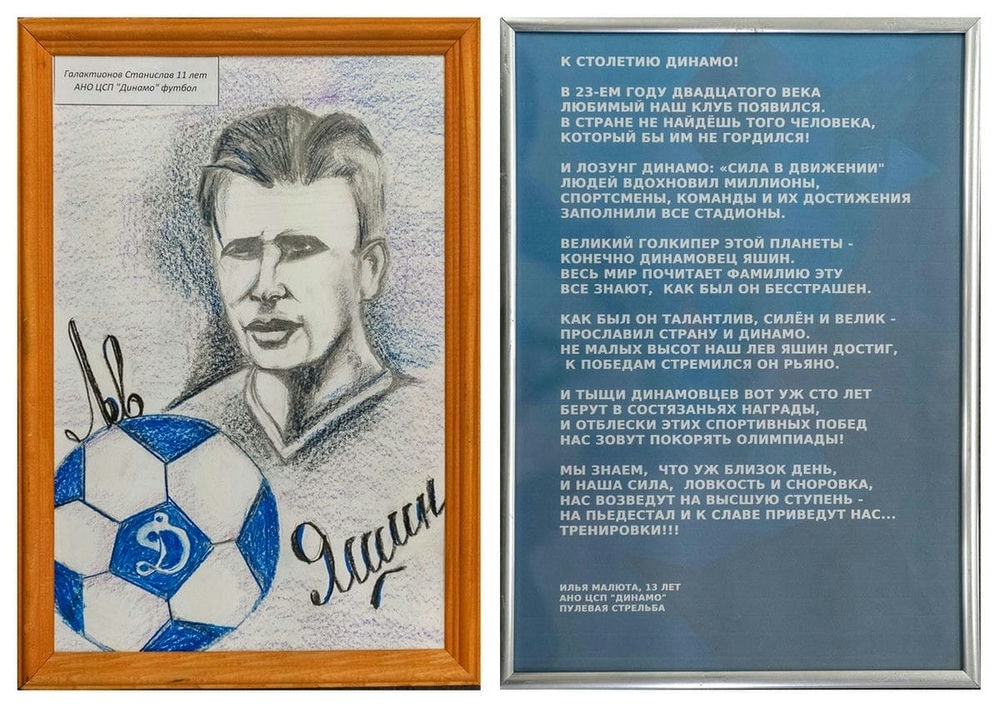 Галактионов Станислав 11 лет
АНО ЦСП "Динамо" футбол
Лев
Д
Яшин
К СТОЛЕТИЮ ДИНАМО!
В 23-ЕМ ГОДУ ДВАДЦАТОГО ВЕКА
ЛЮБИМЫЙ НАШ КЛУБ ПОЯВИЛСЯ.
В СТРАНЕ НЕ НАЙДЁШЬ ТОГО ЧЕЛОВЕКА,
КОТОРЫЙ БЫ ИМ НЕ ГОРДИЛСЯ!
И ЛОЗУНГ ДИНАМО: «СИЛА В ДВИЖЕНИИ"
ЛЮДЕЙ ВДОХНОВИЛ МИЛЛИОНЫ,
СПОРТСМЕНЫ, КОМАНДЫ И ИХ ДОСТИЖЕНИЯ
ЗАПОЛНИЛИ ВСЕ СТАДИОНЫ.
ВЕЛИКИЙ ГОЛКИПЕР ЭТОЙ ПЛАНЕТЫ -
КОНЕЧНО ДИНАМОВЕЦ ЯШИН.
ВЕСЬ МИР ПОЧИТАЕТ ФАМИЛИЮ ЭТУ
ВСЕ ЗНАЮТ, КАК БЫЛ ОН БЕССТРАШЕН.
КАК БЫЛ ОН ТАЛАНТЛИВ, СИЛЁН И ВЕЛИК -
ПРОСЛАВИЛ СТРАНУ И ДИНАМО.
НЕ МАЛЫХ ВЫСОТ НАШ ЛЕВ ЯШИН ДОСТИГ,
К ПОБЕДАМ СТРЕМИЛСЯ ОН РЬЯНО.
И ТЫЩИ ДИНАМОВЦЕВ ВОТ УЖ СТО ЛЕТ
БЕРУТ В СОСТЯЗАНЬЯХ НАГРАДЫ,
И ОТБЛЕСКИ ЭТИХ СПОРТИВНЫХ ПОБЕД
НАС ЗОВУТ ПОКОРЯТЬ ОЛИМПИАДЫ!
МЫ ЗНАЕМ, ЧТО УЖ БЛИЗОК ДЕНЬ,
И НАША СИЛА, ЛОВКОСТЬ И СНОРОВКА,
НАС ВОЗВЕДУТ НА ВЫСШУЮ СТУПЕНЬ -
НА ПЬЕДЕСТАЛ И К СЛАВЕ ПРИВЕДУТ НАС...
ТРЕНИРОВКИ!!!
ИЛЬЯ МАЛЮТА, 13 ЛЕТ
АНО ЦСП "ДИНАМО"
ПУЛЕВАЯ СТРЕЛЬБА